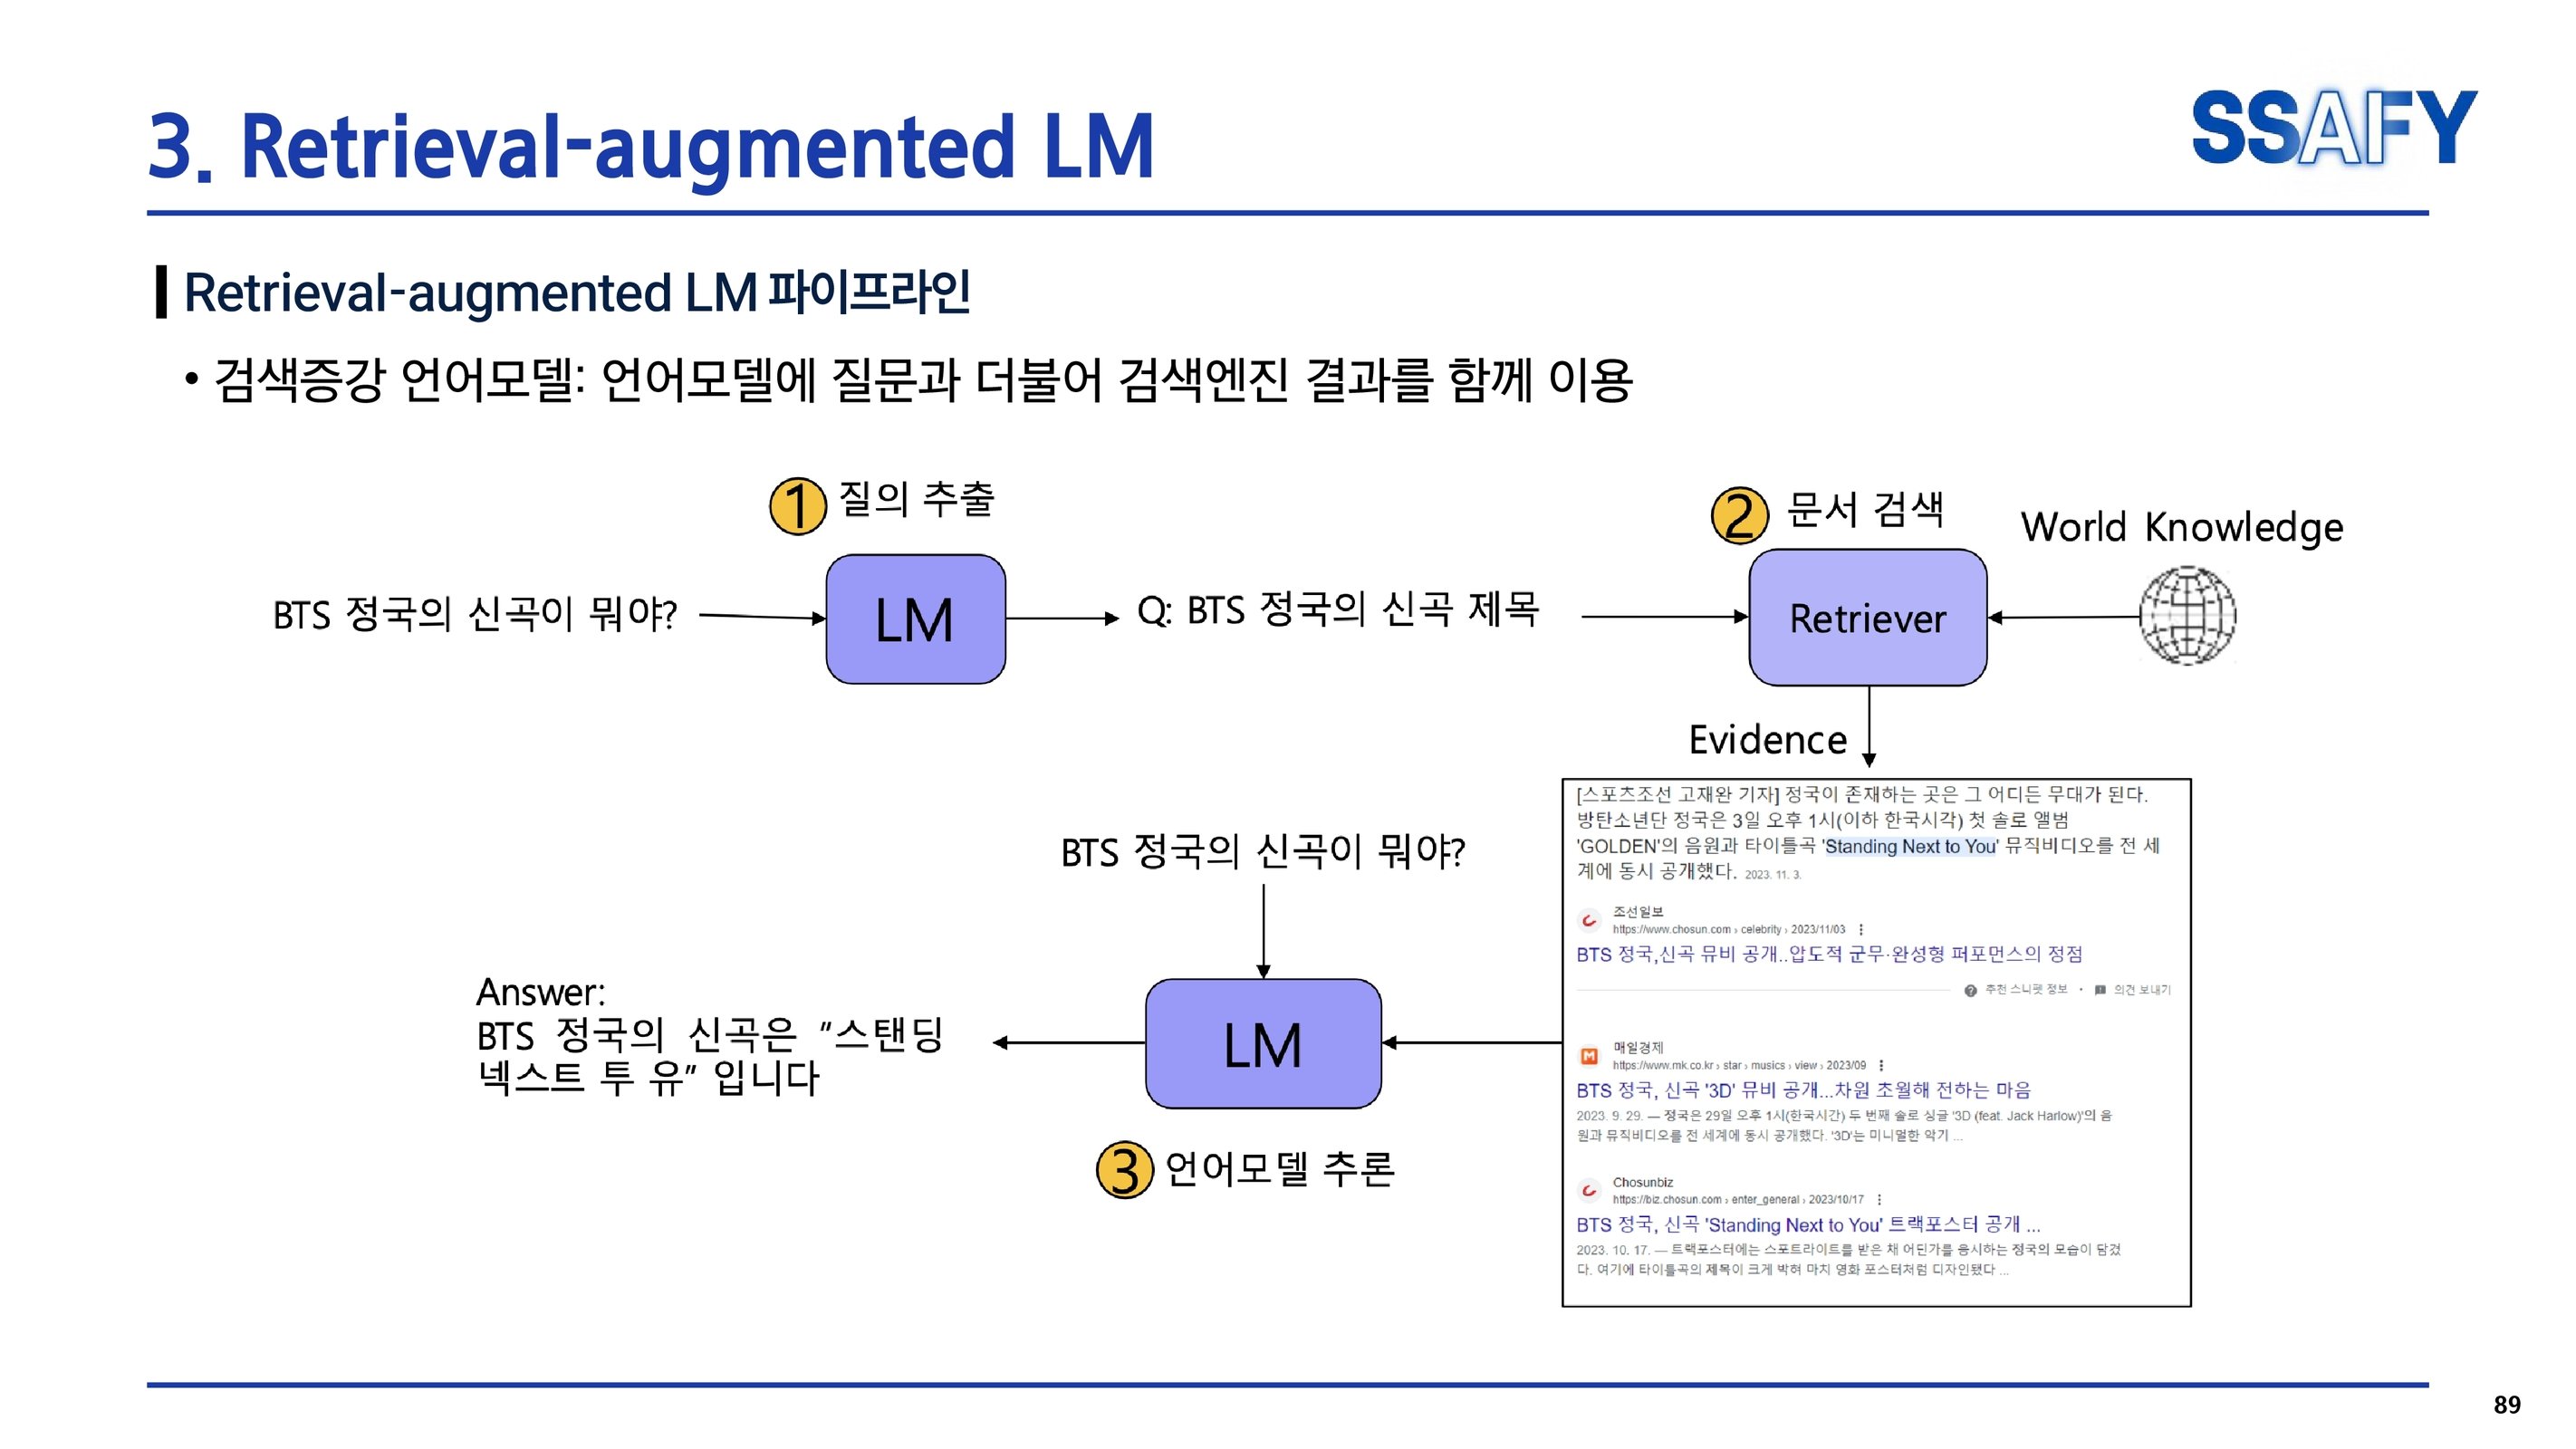 3. Retrieval-augmented LM
SSAFY
Retrieval-augmented LM 파이프라인
• 검색증강 언어모델: 언어모델에 질문과 더불어 검색엔진 결과를 함께 이용
1 질의 추출
2 문서 검색
World Knowledge
BTS 정국의 신곡이 뭐야?
LM
Q: BTS 정국의 신곡 제목
Retriever
Evidence
[스포츠조선 고재완 기자] 정국이 존재하는 곳은 그 어디든 무대가 된다.
방탄소년단 정국은 3일 오후 1시(이하 한국시각) 첫 솔로 앨범
'GOLDEN'의 음원과 타이틀곡 'Standing Next to You' 뮤직비디오를 전 세
계에 동시 공개했다. 2023. 11. 3.
조선일보
https://www.chosun.com › celebrity › 2023/11/03
BTS 정국,신곡 뮤비 공개..압도적 군무·완성형 퍼포먼스의 정점
추천 스니펫 정보 · 의견 보내기
매일경제
https://www.mk.co.kr › star › musics › view › 2023/09
BTS 정국, 신곡 '3D' 뮤비 공개...차원 초월해 전하는 마음
2023. 9. 29. — 정국은 29일 오후 1시(한국시간) 두 번째 솔로 싱글 '3D (feat. Jack Harlow)'의 음
원과 뮤직비디오를 전 세계에 동시 공개했다. '3D'는 미니멀한 악기 ...
Chosunbiz
https://biz.chosun.com › enter_general › 2023/10/17
BTS 정국, 신곡 'Standing Next to You' 트랙포스터 공개 ...
2023. 10. 17. — 트랙포스터에는 스포트라이트를 받은 채 어딘가를 응시하는 정국의 모습이 담겼
다. 여기에 타이틀곡의 제목이 크게 박혀 마치 영화 포스터처럼 디자인됐다 ...
BTS 정국의 신곡이 뭐야?
LM
3 언어모델 추론
Answer:
BTS 정국의 신곡은 "스탠딩
넥스트 투 유" 입니다
89